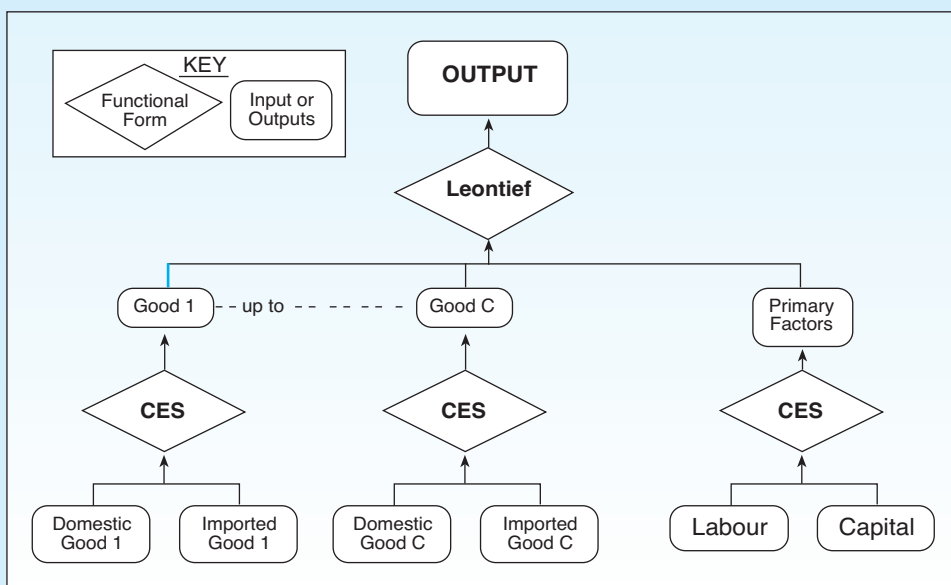 KEY
Functional
Form
Input or
Outputs
OUTPUT
Leontief
Good 1
up to
Good C
Primary
Factors
CES
CES
CES
Domestic
Good 1
Imported
Good 1
Domestic
Good C
Imported
Good C
Labour
Capital